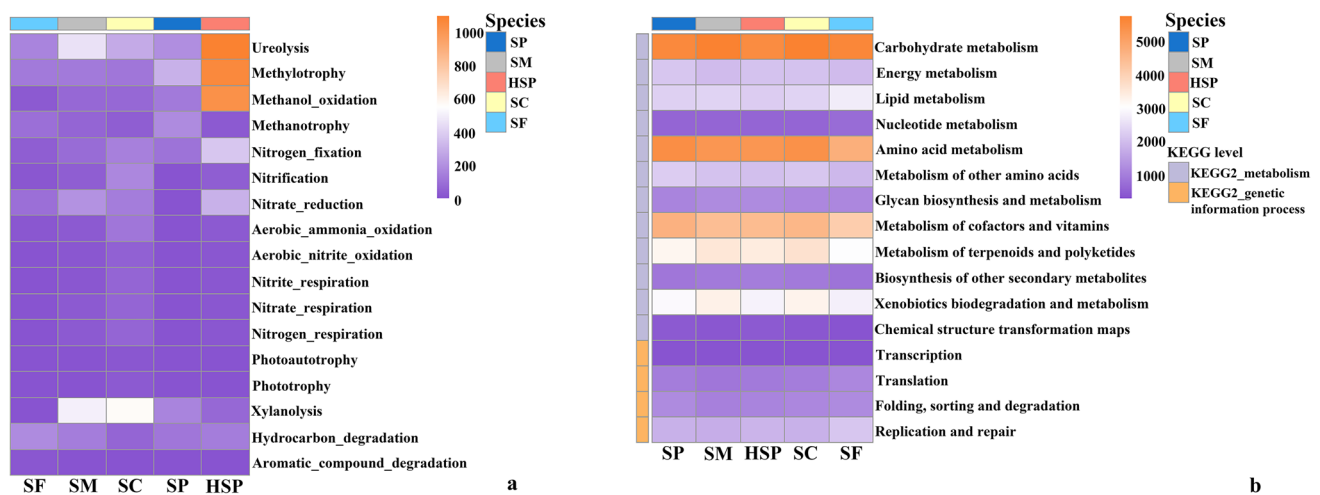 Species
SP
SM
HSP
SC
SF
1000
800
600
400
200
0
Ureolysis
Methylotrophy
Methanol_oxidation
Methanotrophy
Nitrogen_fixation
Nitrification
Nitrate_reduction
Aerobic_ammonia_oxidation
Aerobic_nitrite_oxidation
Nitrite_respiration
Nitrate_respiration
Nitrogen_respiration
Photoautotrophy
Phototrophy
Xylanolysis
Hydrocarbon_degradation
Aromatic_compound_degradation
SF SM SC SP HSP
a
Species
SP
SM
HSP
SC
SF
5000
4000
3000
2000
1000
KEGG level
KEGG2_metabolism
KEGG2_genetic
information process
Carbohydrate metabolism
Energy metabolism
Lipid metabolism
Nucleotide metabolism
Amino acid metabolism
Metabolism of other amino acids
Glycan biosynthesis and metabolism
Metabolism of cofactors and vitamins
Metabolism of terpenoids and polyketides
Biosynthesis of other secondary metabolites
Xenobiotics biodegradation and metabolism
Chemical structure transformation maps
Transcription
Translation
Folding, sorting and degradation
Replication and repair
SP SM HSP SC SF
b